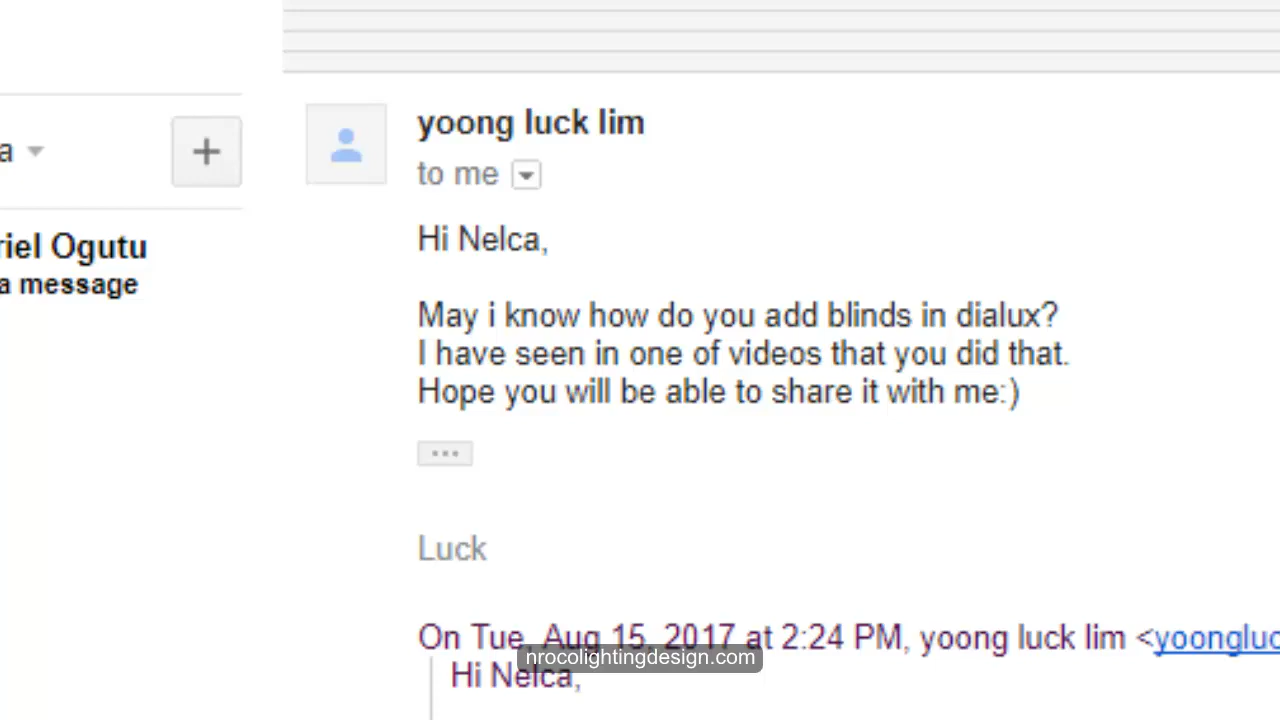 yoong luck lim
a
to me
Hi Nelca,
riel Ogutu
a message
May i know how do you add blinds in dialux?
I have seen in one of videos that you did that.
Hope you will be able to share it with me:)
Luck
On Tue, Aug 15, 2017 at 2:24 PM, yoong luck lim <yoongluc
nrocolightingdesign.com
Hi Nelca,